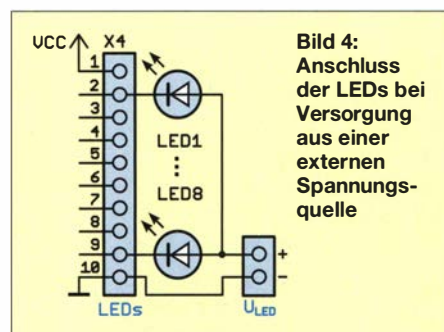 VCC X4
1
2
3
4
5
6
7
8
9
10
LED1
LED8
LEDs
+
−
ULED
Bild 4:
Anschluss
der LEDs bei
Versorgung
aus einer
externen
Spannungs-
quelle